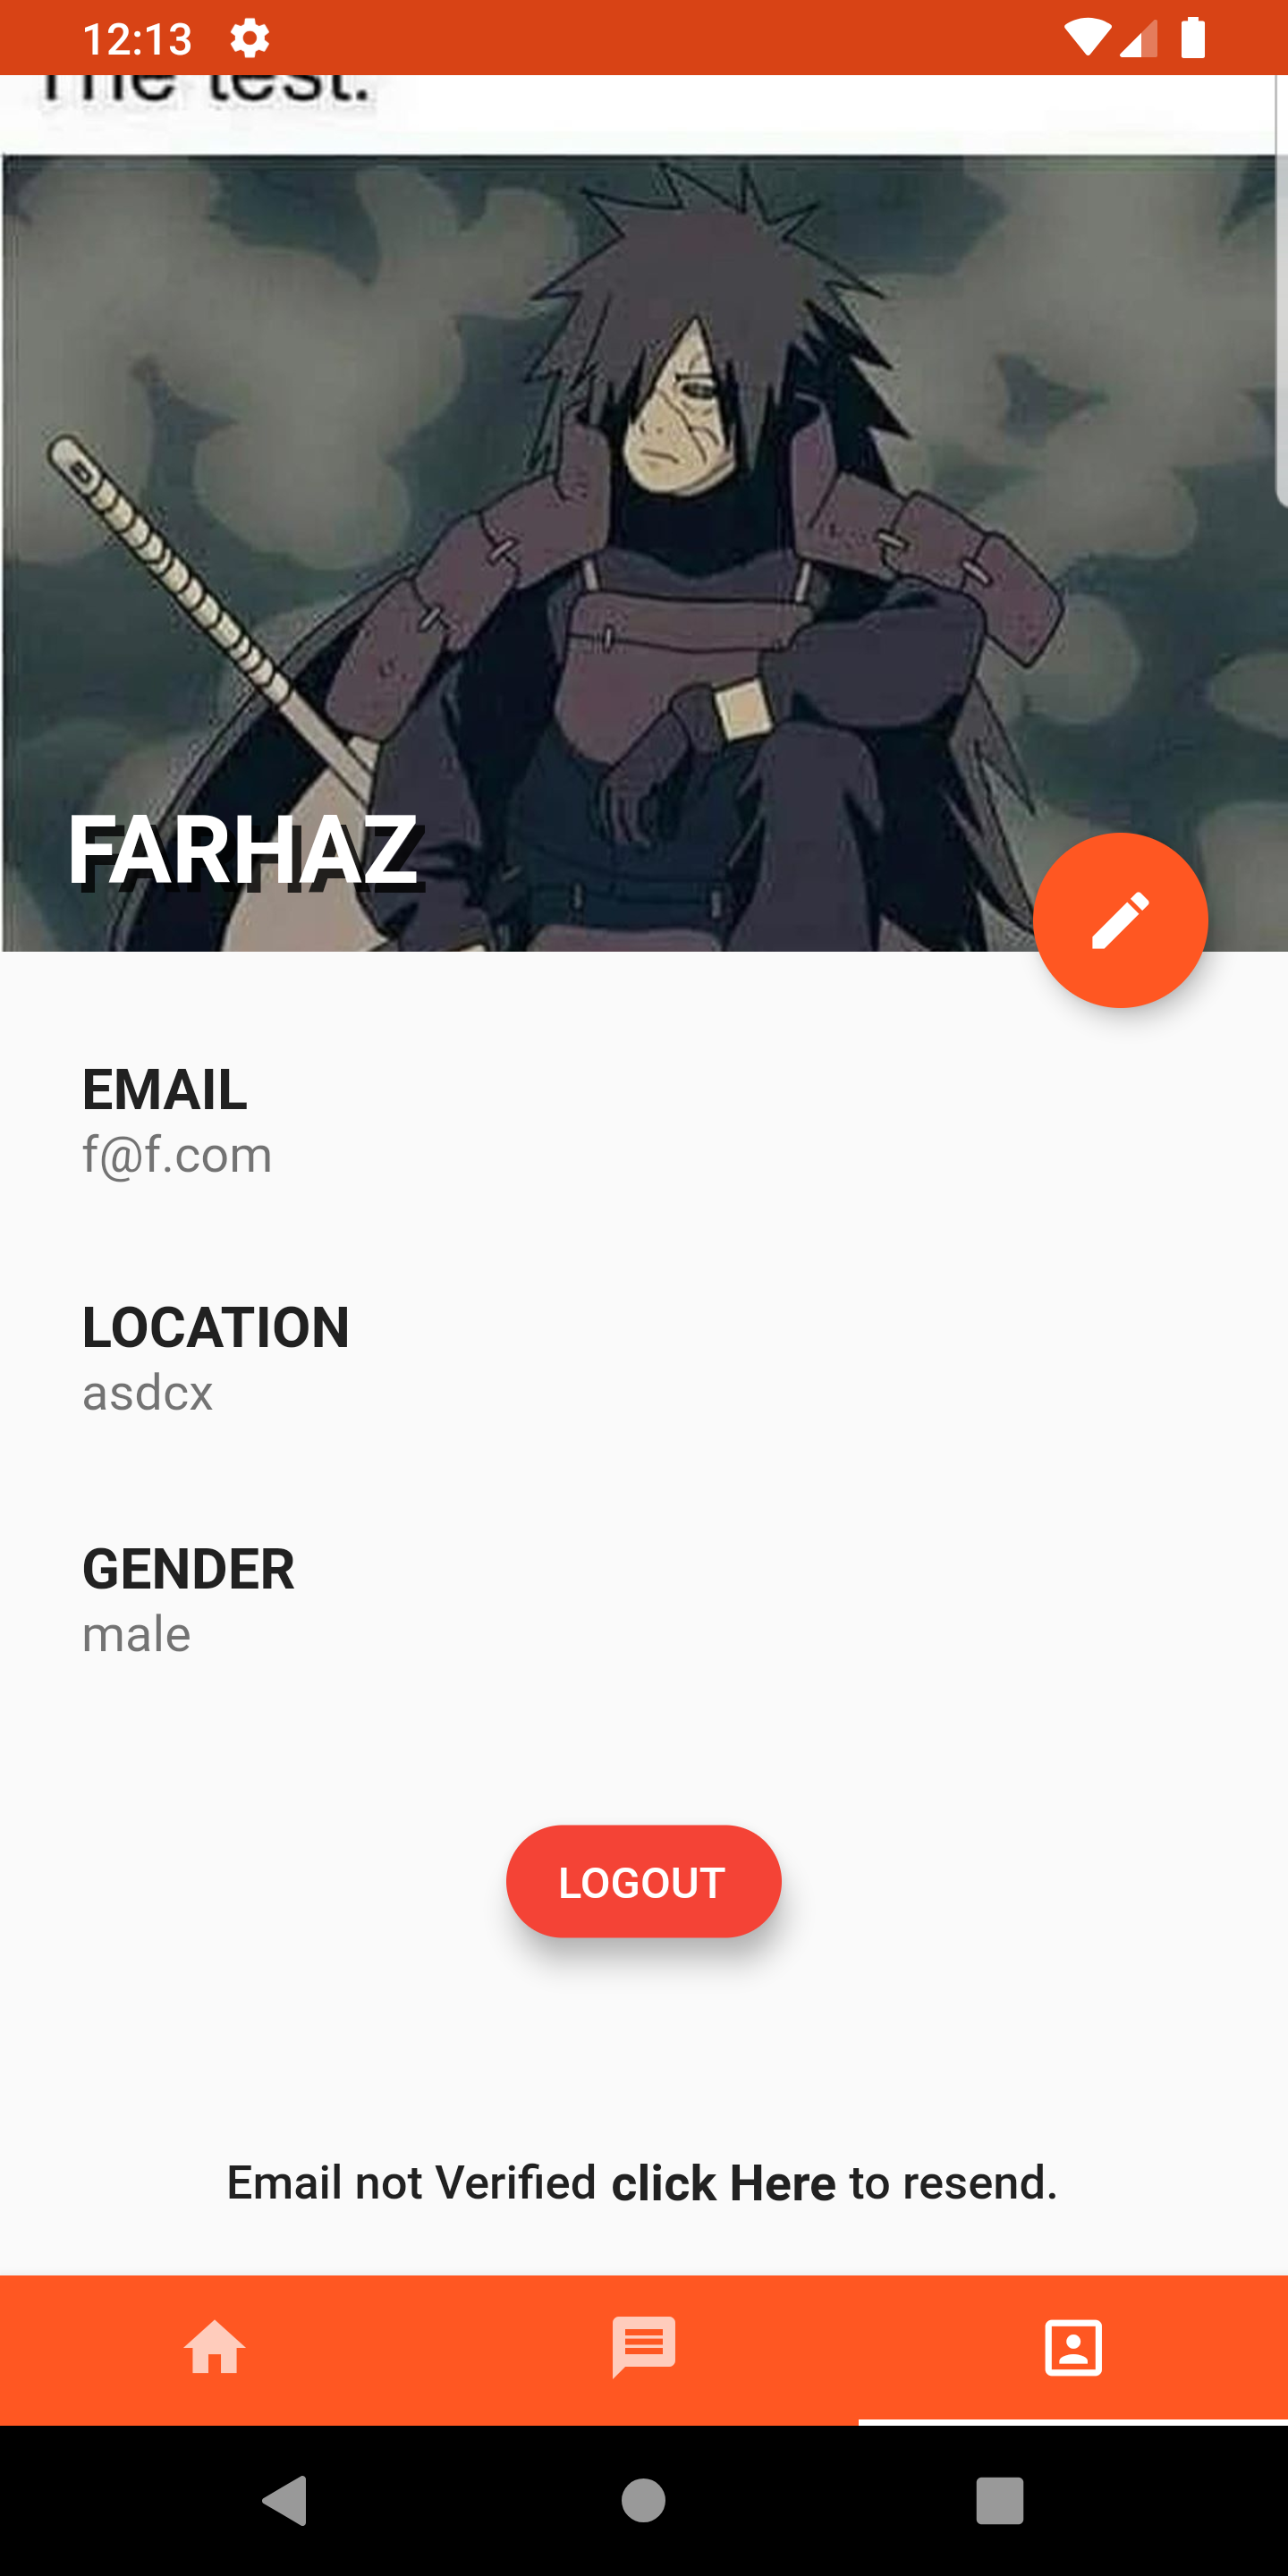 12:13
The test.
FARHAZ
EMAIL
f@f.com
LOCATION
asdcx
GENDER
male
LOGOUT
Email not Verified click Here to resend.